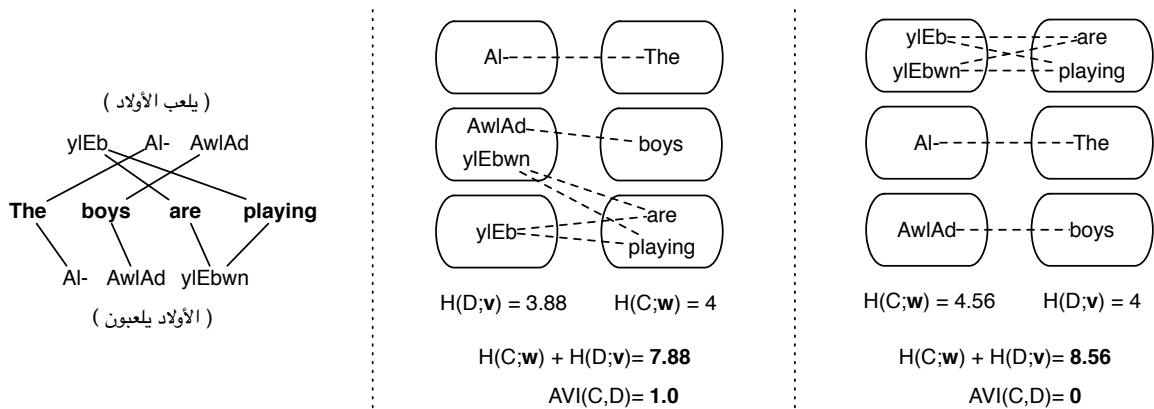 ( يلعب الأولاد )
ylEb Al- AwlAd
The boys are playing
Al- AwlAd ylEbwn
( الأولاد يلعبون )
Al- The
AwlAd
ylEbwn
boys
ylEb
are
playing
H(D;v) = 3.88 H(C;w) = 4
H(C;w) + H(D;v)= 7.88
AVI(C,D)= 1.0
ylEb are
ylEbwn playing
Al- The
AwlAd boys
H(C;w) = 4.56 H(D;v) = 4
H(C;w) + H(D;v)= 8.56
AVI(C,D)= 0